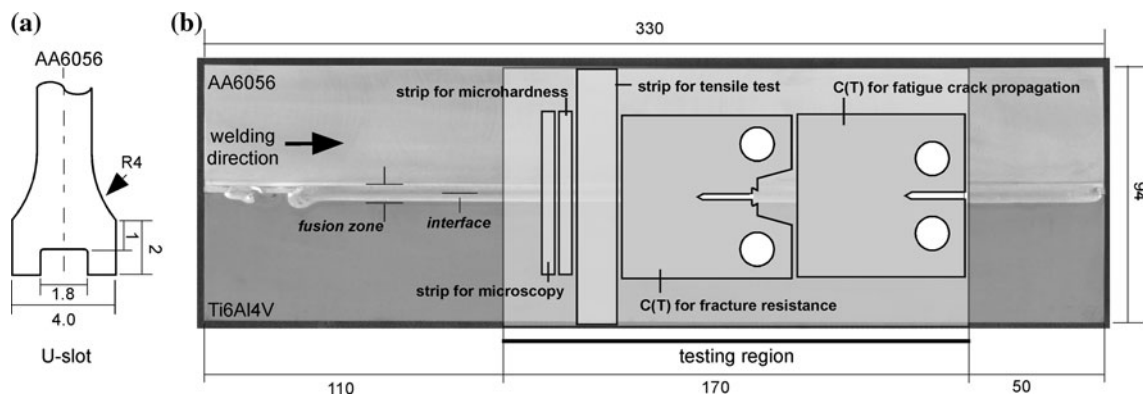 (a)
AA6056
R4
1
2
1.8
4.0
U-slot
(b)
330
AA6056
strip for microhardness
strip for tensile test
C(T) for fatigue crack propagation
welding
direction
94
fusion zone
interface
strip for microscopy
C(T) for fracture resistance
Ti6Al4V
testing region
110
170
50